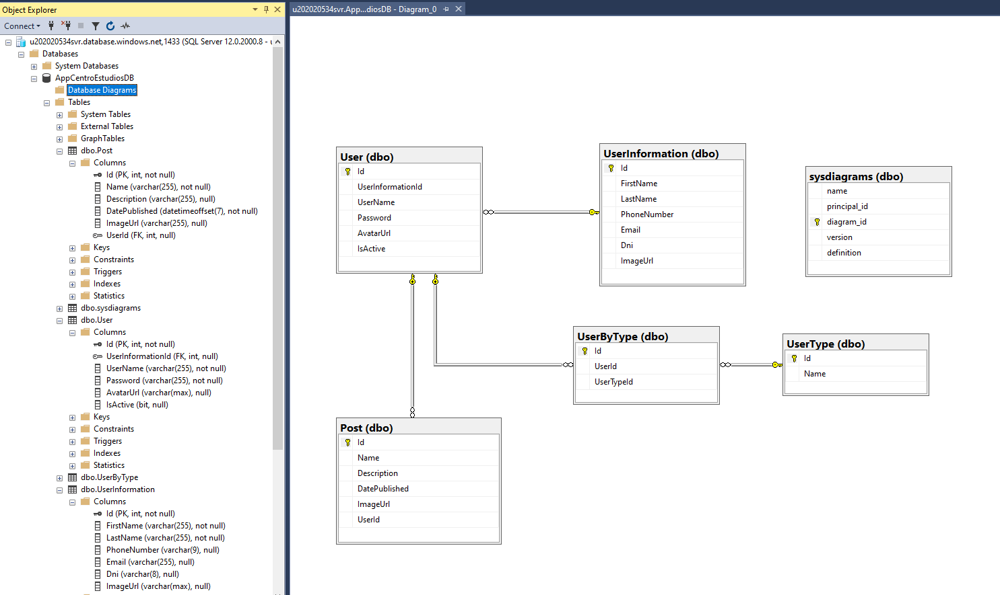 Object Explorer
Connect
u202020534svr.database.windows.net,1433 (SQL Server 12.0.2000.8 - u
Databases
System Databases
AppCentroEstudiosDB
Database Diagrams
Tables
System Tables
External Tables
GraphTables
dbo.Post
Columns
Id (PK, int, not null)
Name (varchar(255), not null)
Description (varchar(255), null)
DatePublished (datetimeoffset(7), not null)
ImageUrl (varchar(255), null)
UserId (FK, int, null)
Keys
Constraints
Triggers
Indexes
Statistics
dbo.sysdiagrams
dbo.User
Columns
Id (PK, int, not null)
UserInformationId (FK, int, null)
UserName (varchar(255), not null)
Password (varchar(255), not null)
AvatarUrl (varchar(max), null)
IsActive (bit, null)
Keys
Constraints
Triggers
Indexes
Statistics
dbo.UserByType
dbo.UserInformation
Columns
Id (PK, int, not null)
FirstName (varchar(255), not null)
LastName (varchar(255), not null)
PhoneNumber (varchar(9), null)
Email (varchar(255), null)
Dni (varchar(8), null)
ImageUrl (varchar(max), null)
u202020534svr.App...diosDB - Diagram_0
User (dbo)
Id
UserInformationId
UserName
Password
AvatarUrl
IsActive
UserInformation (dbo)
Id
FirstName
LastName
PhoneNumber
Email
Dni
ImageUrl
sysdiagrams (dbo)
name
principal_id
diagram_id
version
definition
UserByType (dbo)
Id
UserId
UserTypeId
UserType (dbo)
Id
Name
Post (dbo)
Id
Name
Description
DatePublished
ImageUrl
UserId